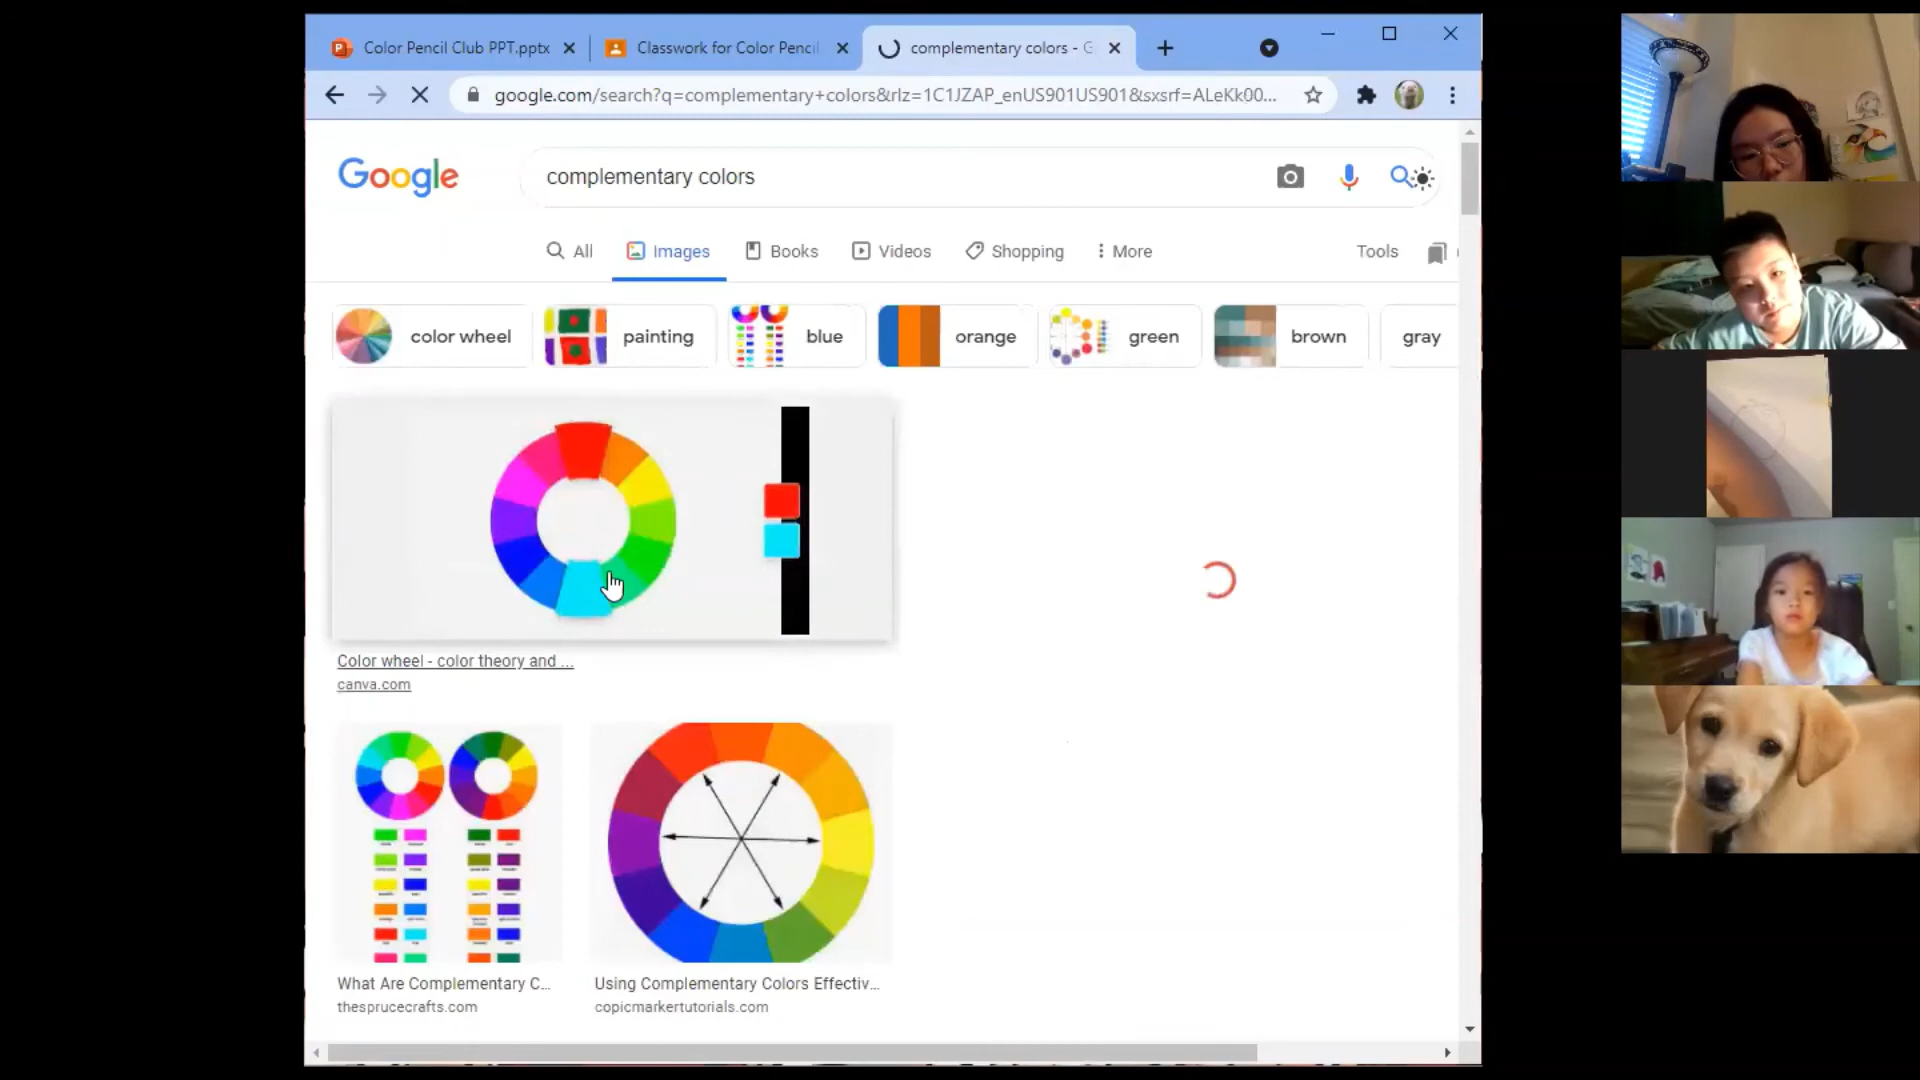 Color Pencil Club PPT.pptx
Classwork for Color Pencil
complementary colors - G
google.com/search?q=complementary+colors&rlz=1C1JZAP_enUS901US901&sxsrf=ALeKk00...
Google
complementary colors
All
Images
Books
Videos
Shopping
More
Tools
color wheel
painting
blue
orange
green
brown
gray
Color wheel - color theory and ...
canva.com
What Are Complementary C...
thesprucecrafts.com
Using Complementary Colors Effectiv...
copicmarkertutorials.com